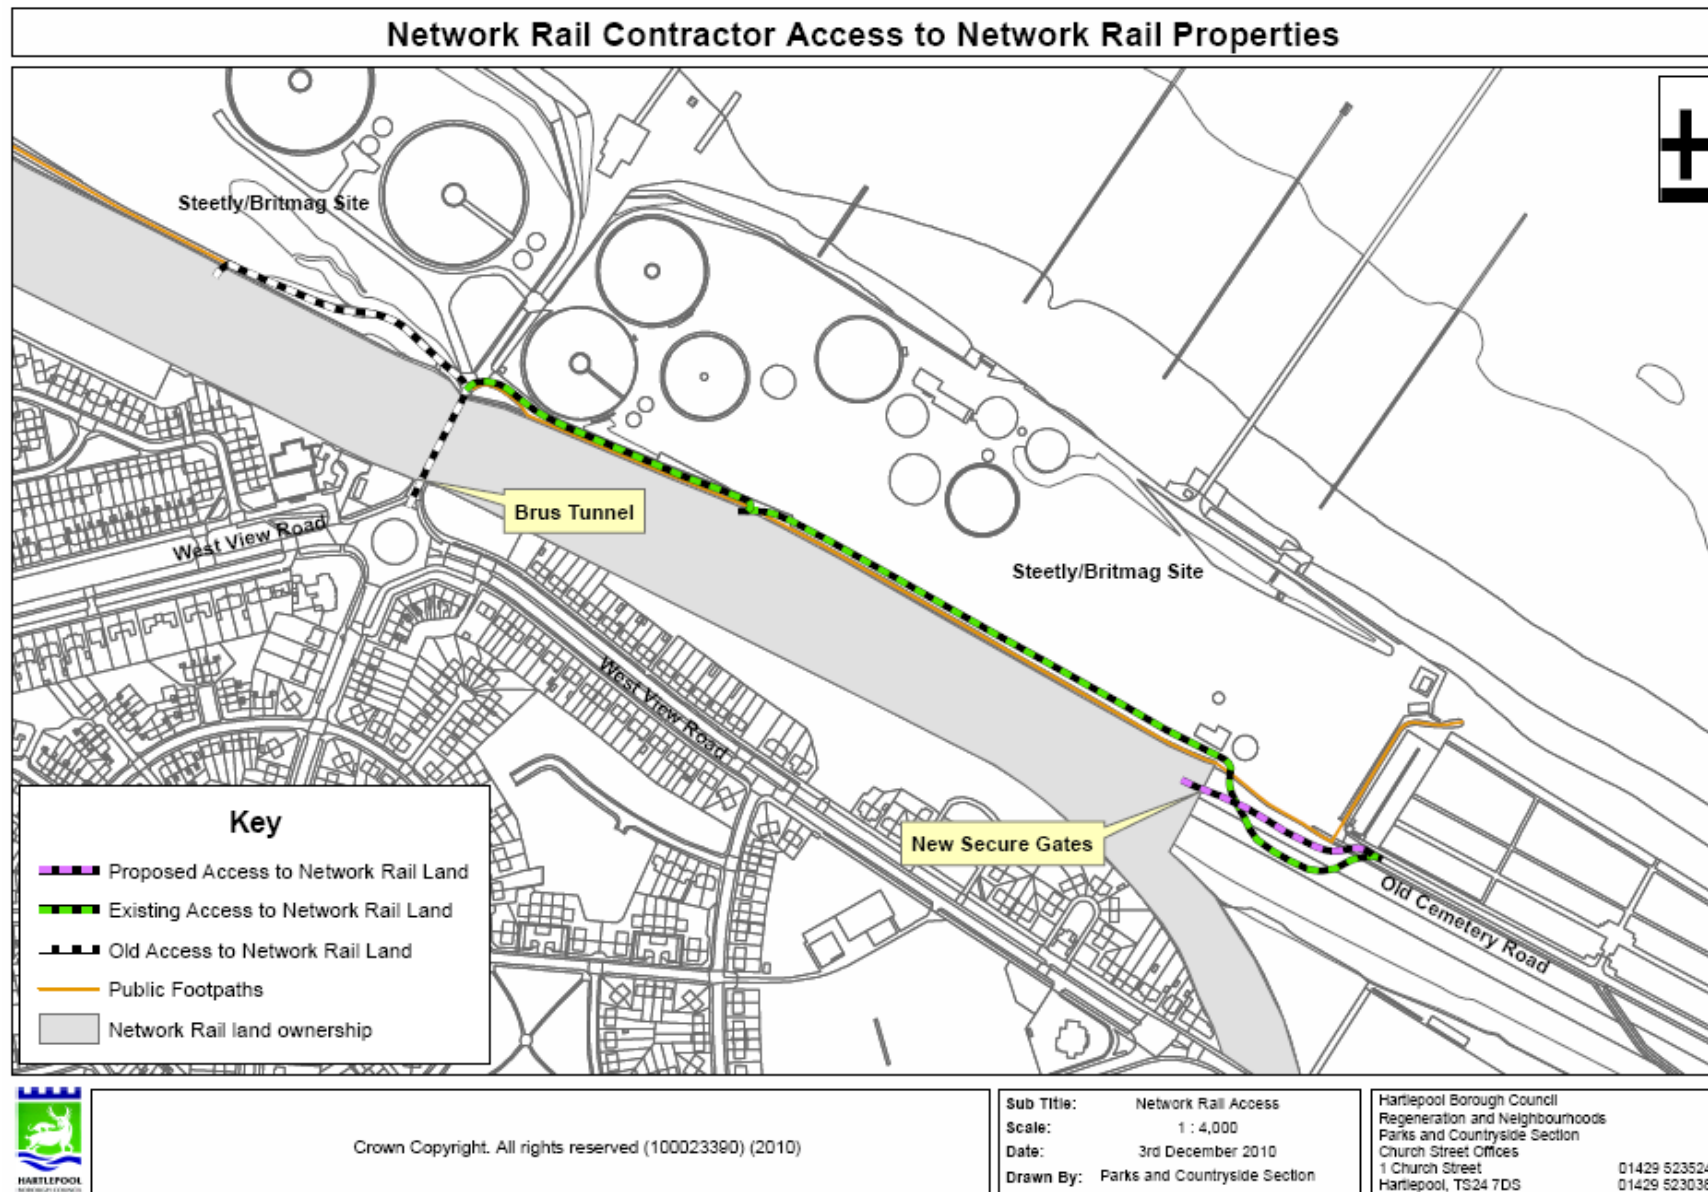 Network Rail Contractor Access to Network Rail Properties
Steetly/Britmag Site
Brus Tunnel
West View Road
Steetly/Britmag Site
West View Road
New Secure Gates
Old Cemetery Road
Key
Proposed Access to Network Rail Land
Existing Access to Network Rail Land
Old Access to Network Rail Land
Public Footpaths
Network Rail land ownership
HARTLEPOOL
BOROUGH COUNCIL
Crown Copyright. All rights reserved (100023390) (2010)
Sub Title: Network Rail Access
Scale: 1 : 4,000
Date: 3rd December 2010
Drawn By: Parks and Countryside Section
Hartlepool Borough Council
Regeneration and Neighbourhoods
Parks and Countryside Section
Church Street Offices
1 Church Street 01429 523524
Hartlepool, TS24 7DS